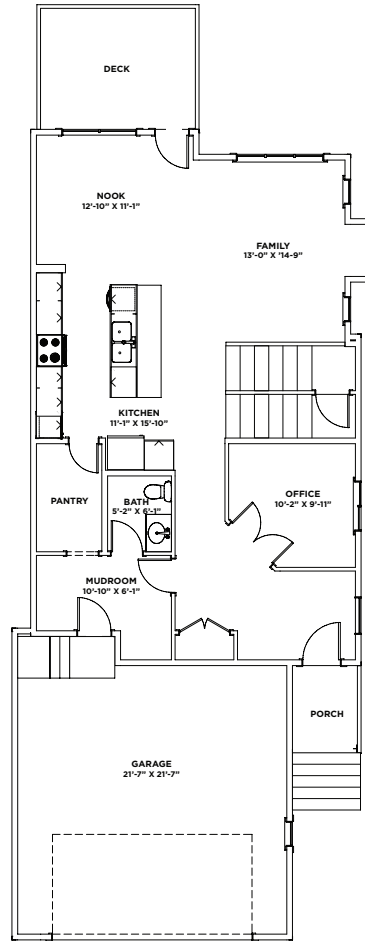 DECK
NOOK
12'-10" X 11'-1"
FAMILY
13'-0" X '14-9"
KITCHEN
11'-1" X 15'-10"
PANTRY
BATH
5'-2" X 6'-1"
OFFICE
10'-2" X 9'-11"
MUDROOM
10'-10" X 6'-1"
PORCH
GARAGE
21'-7" X 21'-7"